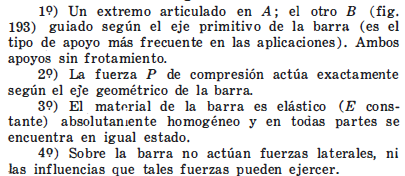 1º) Un extremo articulado en A; el otro B (fig.
193) guiado según el eje primitivo de la barra (es el
tipo de apoyo más frecuente en las aplicaciones). Ambos
apoyos sin frotamiento.
2º) La fuerza P de compresión actúa exactamente
según el eje geométrico de la barra.
3º) El material de la barra es elástico (E cons-
tante) absolutamente homogéneo y en todas partes se
encuentra en igual estado.
4º) Sobre la barra no actúan fuerzas laterales, ni
las influencias que tales fuerzas pueden ejercer.